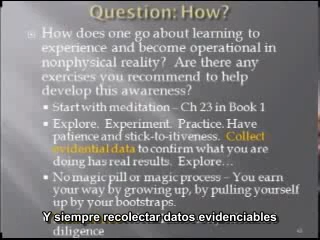 Question: How?
How does one go about learning to
experience and become operational in
nonphysical reality? Are there any
exercises you recommend to help
develop this awareness?
Start with meditation – Ch 23 in Book 1
Explore. Experiment. Practice. Have
patience and stick-to-itiveness. Collect
evidential data to confirm what you are
doing has real results. Explore…
No magic pill or magic process – You earn
your way by growing up, by pulling yourself
up by your bootstraps.
Y siempre recolectar datos evidenciables
diligence